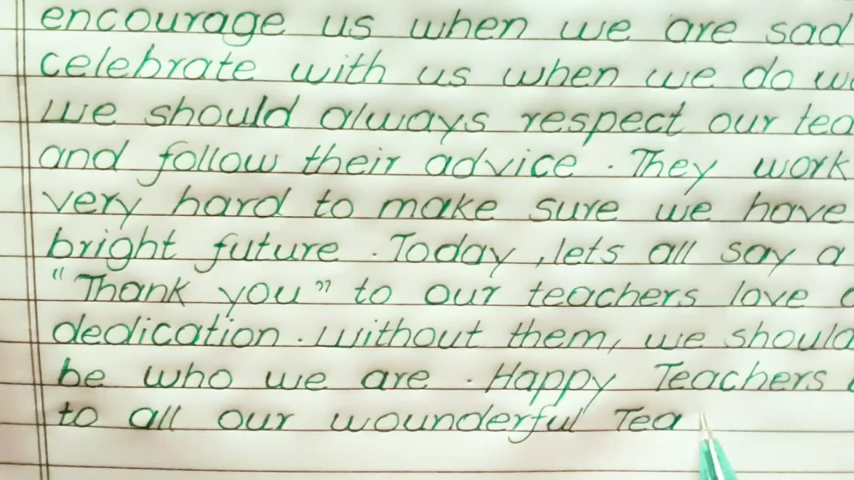 encourage us when we are sad
celebrate with us when we do
we should always respect our
and follow their advice . They work
very hard to make sure we have
bright future . Today , lets all say a
"Thank you" to our teachers love
dedication . without them, we should
be who we are . Happy Teachers
to all our wounderful Tea